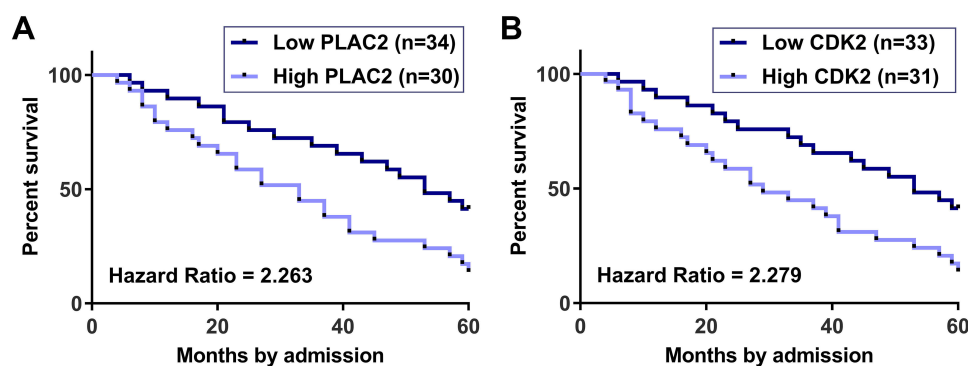 A
Low PLAC2 (n=34)
High PLAC2 (n=30)
Percent survival
100
50
0
Hazard Ratio = 2.263
0 20 40 60
Months by admission
B
Low CDK2 (n=33)
High CDK2 (n=31)
Percent survival
100
50
0
Hazard Ratio = 2.279
0 20 40 60
Months by admission